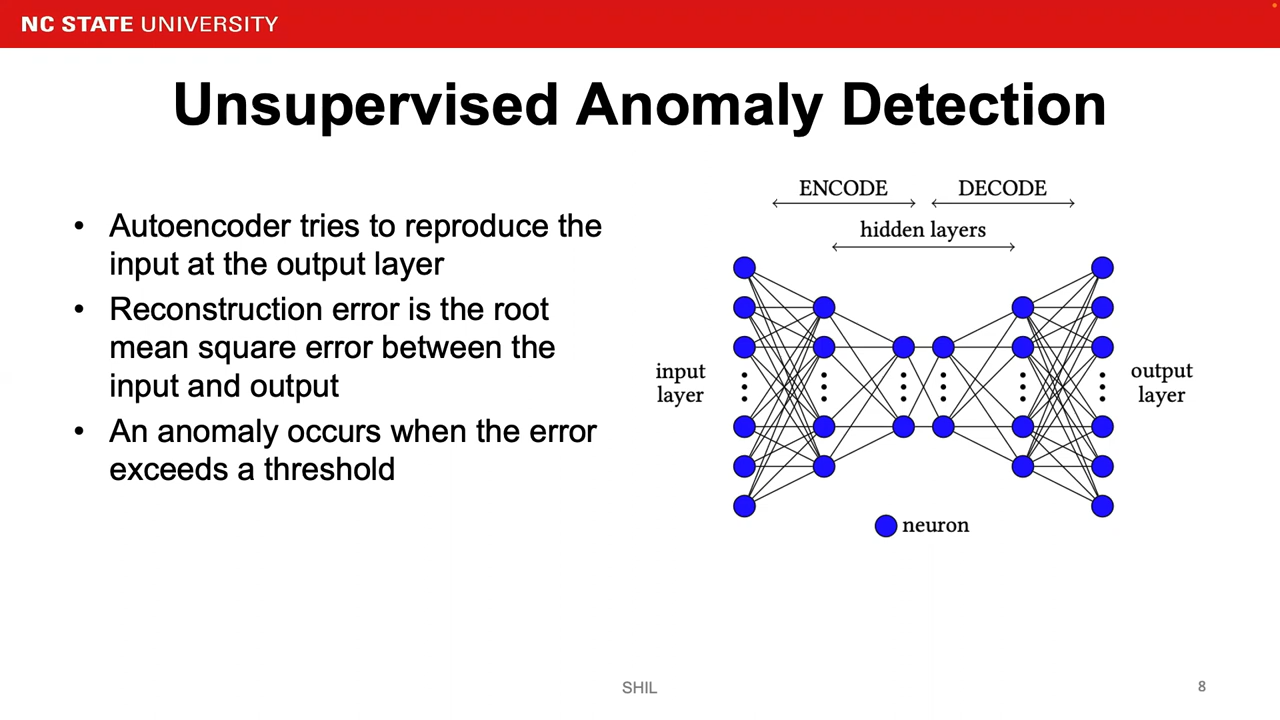 NC STATE UNIVERSITY
Unsupervised Anomaly Detection
• Autoencoder tries to reproduce the
input at the output layer
• Reconstruction error is the root
mean square error between the
input and output
• An anomaly occurs when the error
exceeds a threshold
ENCODE
DECODE
hidden layers
input
layer
output
layer
neuron
SHIL
8